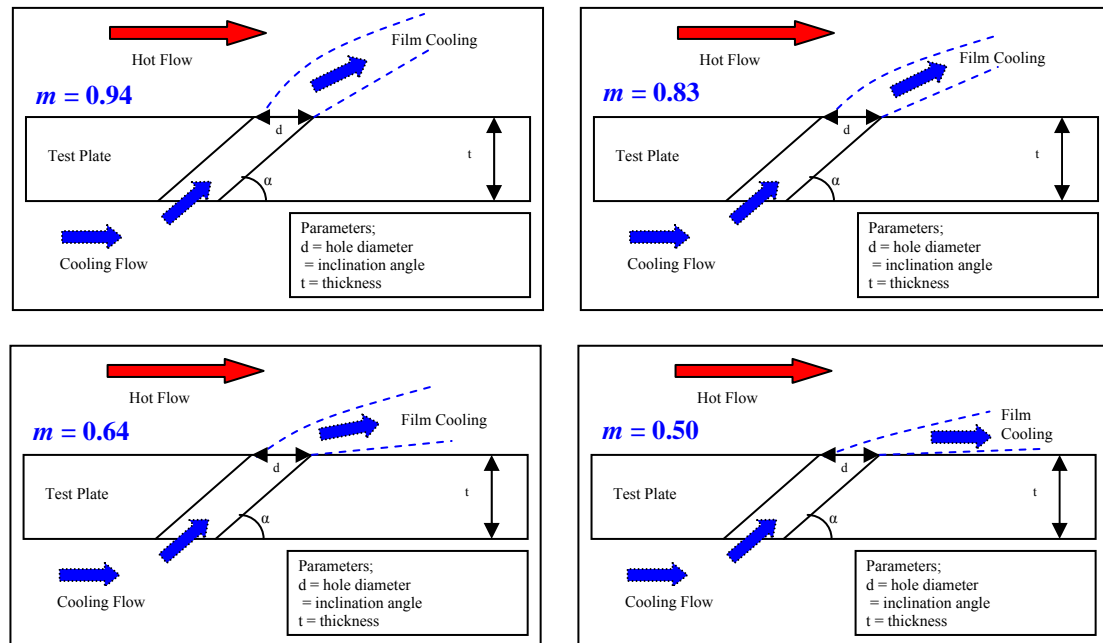 Hot Flow
Film Cooling
m = 0.94
d
t
Test Plate
α
Cooling Flow
Parameters;
d = hole diameter
= inclination angle
t = thickness
Hot Flow
Film Cooling
m = 0.83
d
t
Test Plate
α
Cooling Flow
Parameters;
d = hole diameter
= inclination angle
t = thickness
Hot Flow
Film Cooling
m = 0.64
d
t
Test Plate
α
Cooling Flow
Parameters;
d = hole diameter
= inclination angle
t = thickness
Hot Flow
Film
Cooling
m = 0.50
d
t
Test Plate
α
Cooling Flow
Parameters;
d = hole diameter
= inclination angle
t = thickness